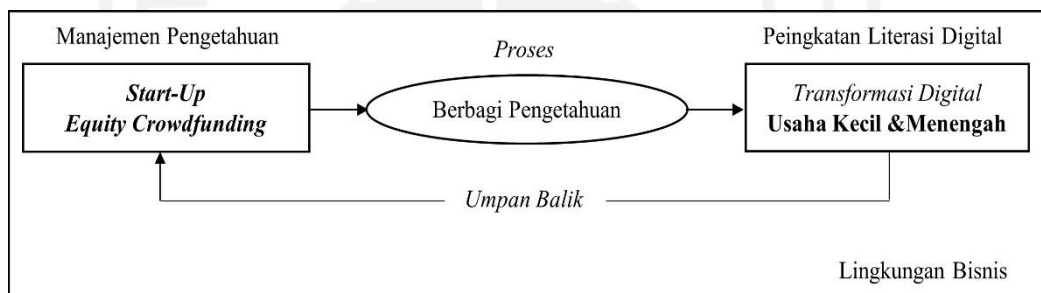 Manajemen Pengetahuan
Proses
Peingkatan Literasi Digital
Start-Up
Equity Crowdfunding
Berbagi Pengetahuan
Transformasi Digital
Usaha Kecil &Menengah
Umpan Balik
Lingkungan Bisnis